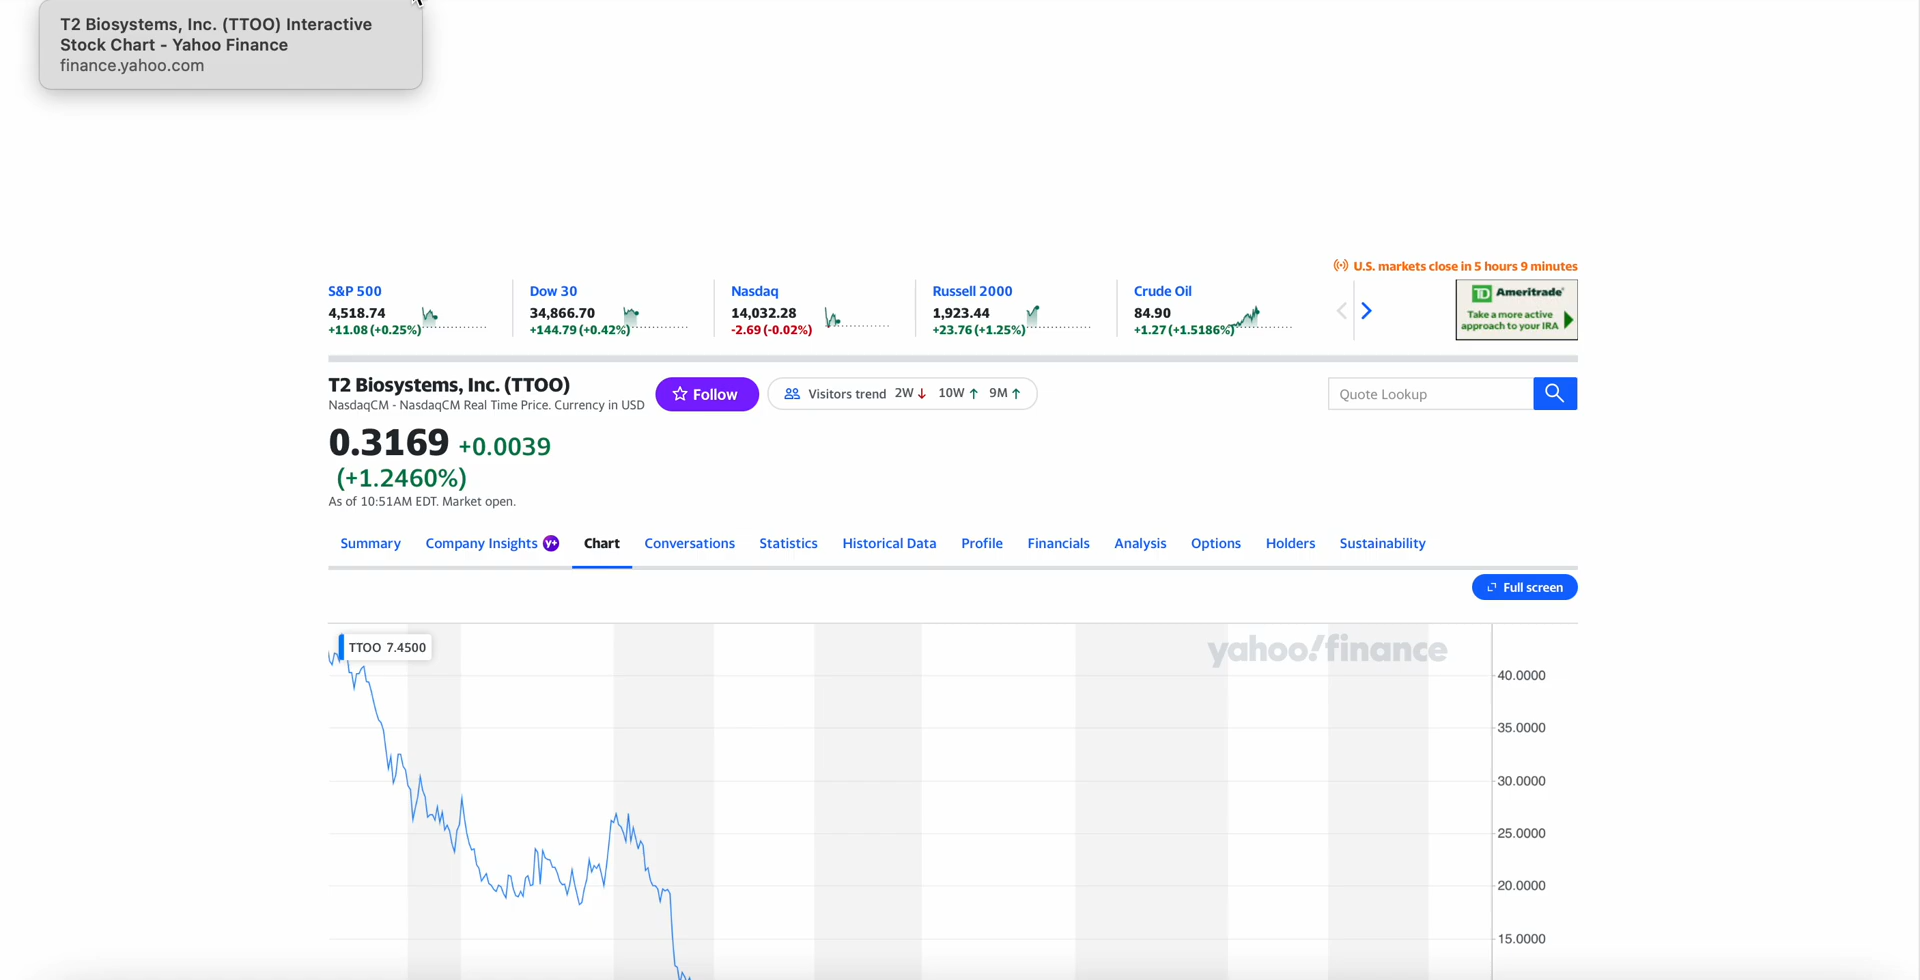 T2 Biosystems, Inc. (TTOO) Interactive
Stock Chart - Yahoo Finance
finance.yahoo.com
U.S. markets close in 5 hours 9 minutes
S&P 500
4,518.74
+11.08 (+0.25%)
Dow 30
34,866.70
+144.79 (+0.42%)
Nasdaq
14,032.28
-2.69 (-0.02%)
Russell 2000
1,923.44
+23.76 (+1.25%)
Crude Oil
84.90
+1.27 (+1.5186%)
TD Ameritrade
Take a more active
approach to your IRA
T2 Biosystems, Inc. (TTOO)
NasdaqCM - NasdaqCM Real Time Price. Currency in USD
Follow
Visitors trend 2W↓ 10W↑ 9M↑
Quote Lookup
0.3169 +0.0039
(+1.2460%)
As of 10:51AM EDT. Market open.
Summary Company Insights Y+ Chart Conversations Statistics Historical Data Profile Financials Analysis Options Holders Sustainability
Full screen
TTOO 7.4500
yahoo!finance
40.0000
35.0000
30.0000
25.0000
20.0000
15.0000